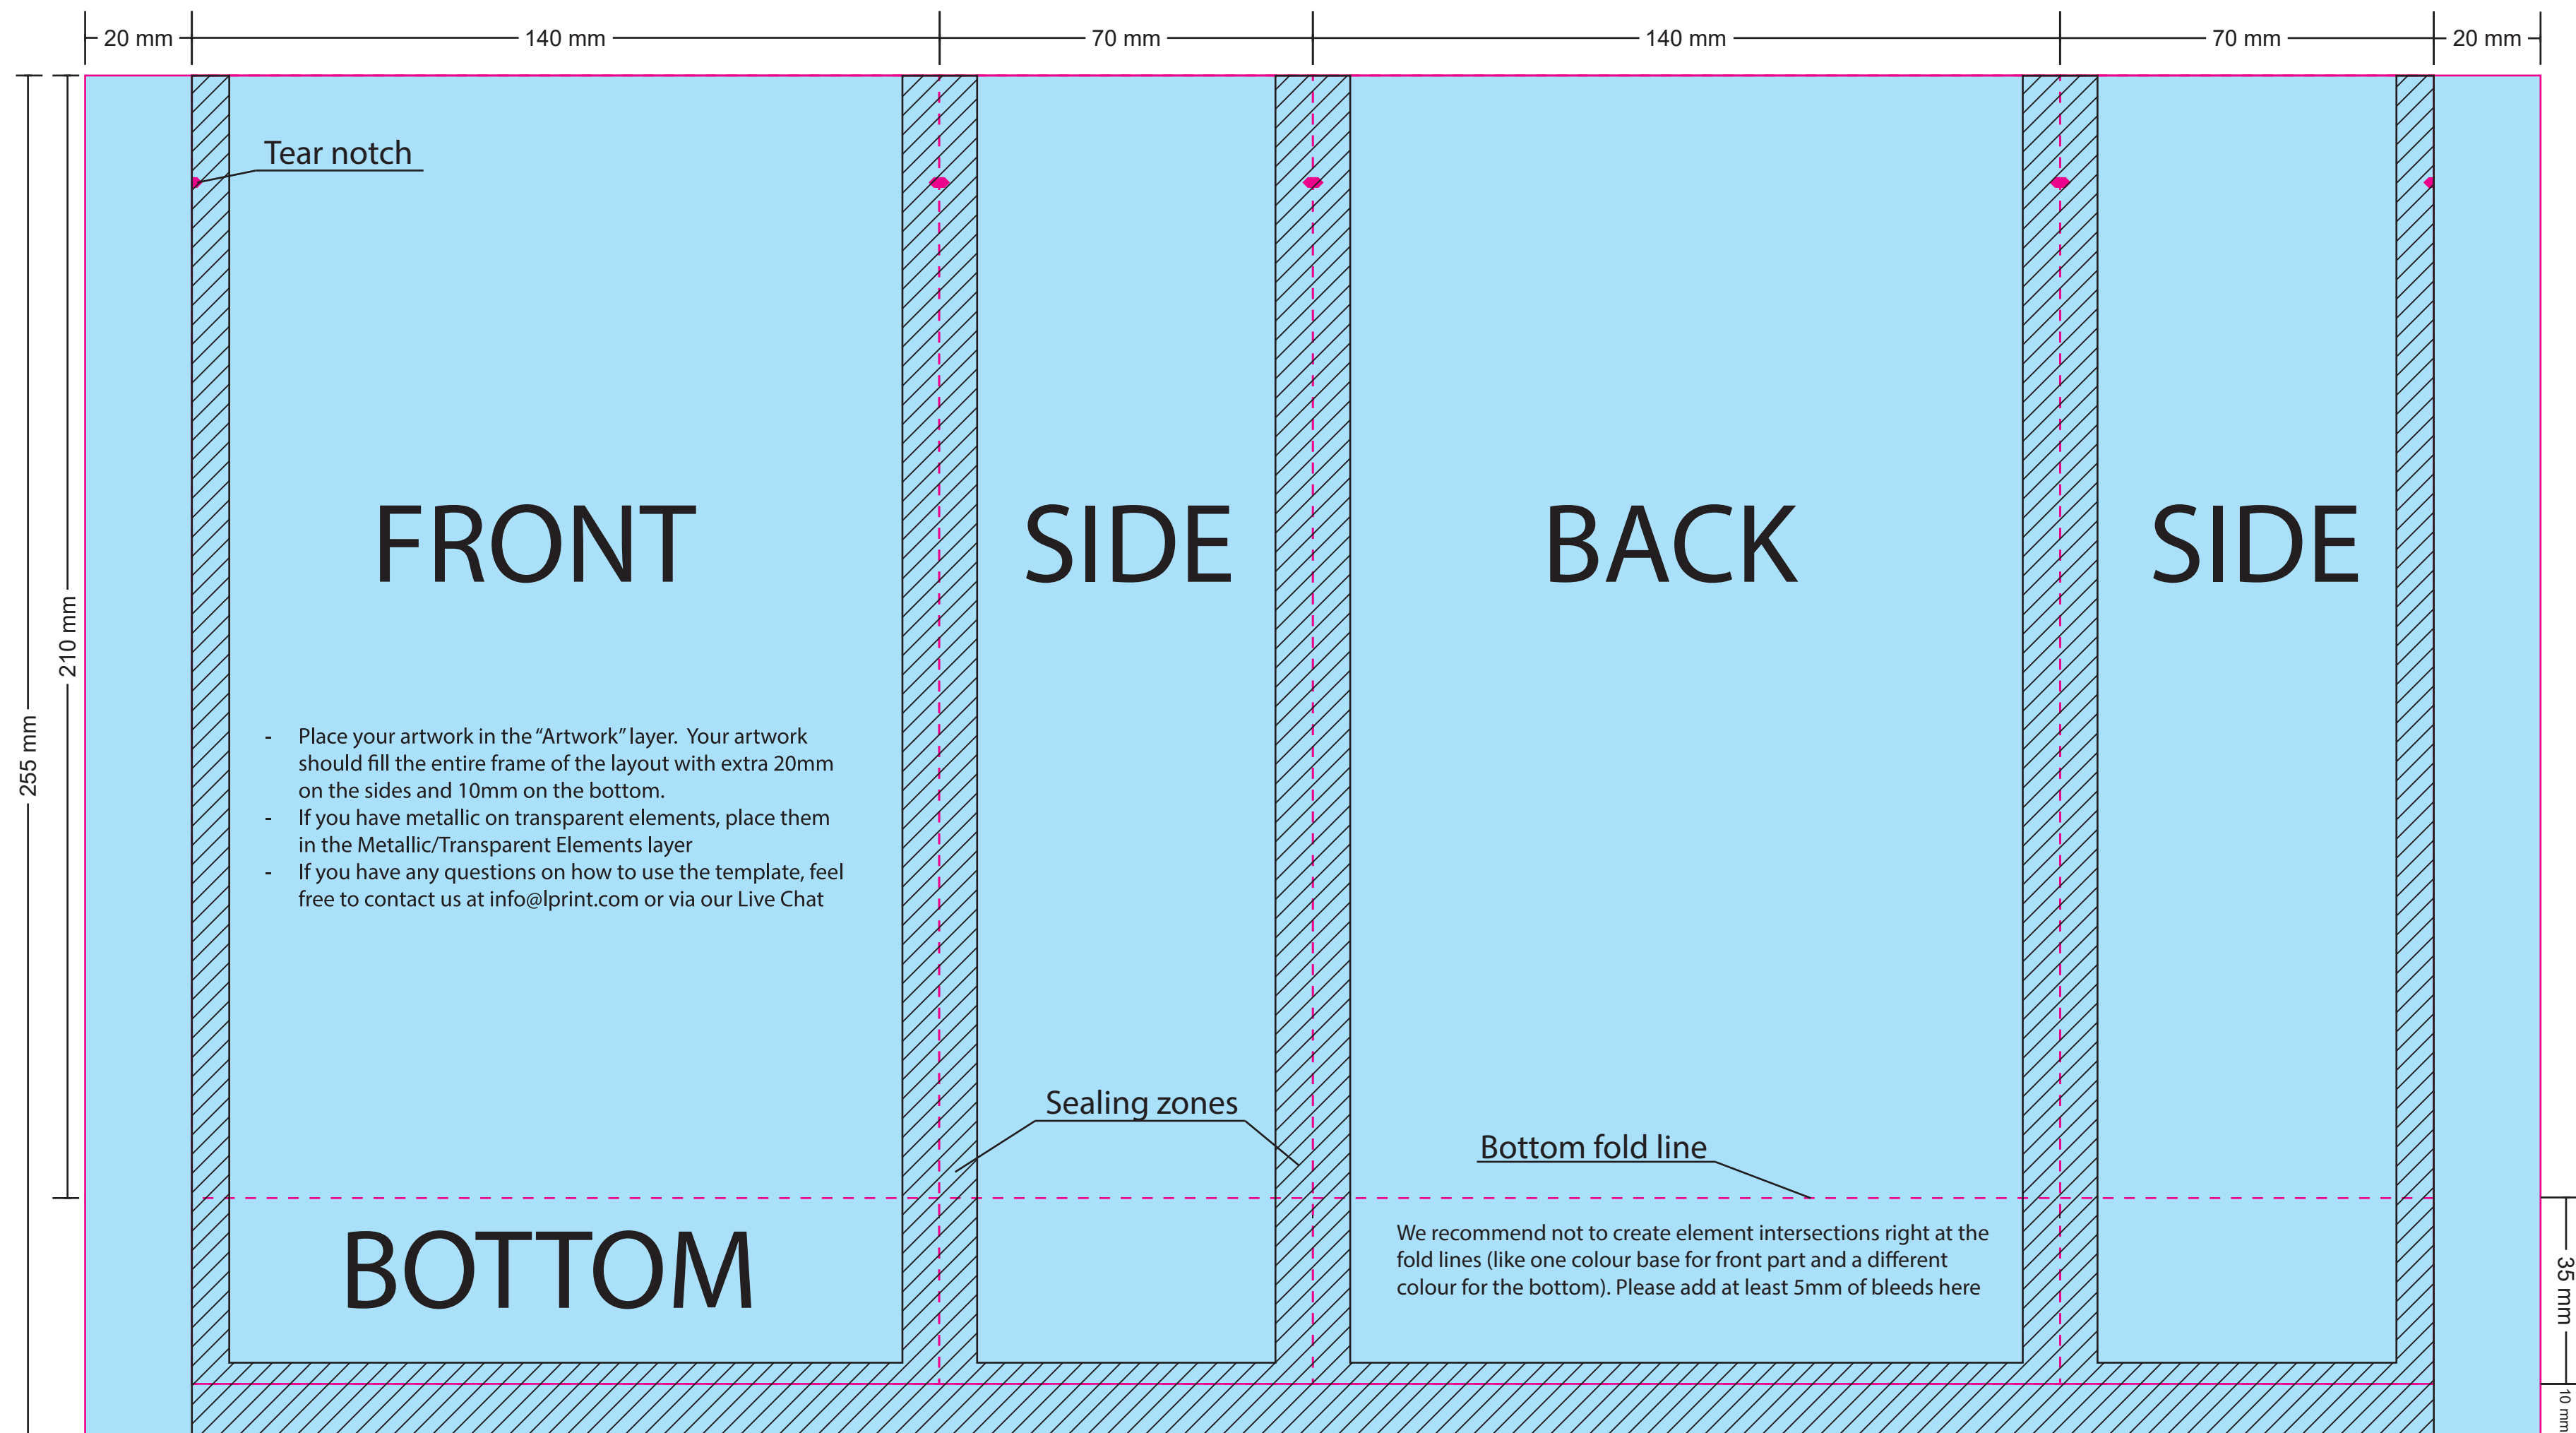 20 mm
140 mm
70 mm
140 mm
70 mm
20 mm
Tear notch
255 mm
210 mm
FRONT
SIDE
BACK
SIDE
- Place your artwork in the “Artwork” layer.  Your artwork
should fill the entire frame of the layout with extra 20mm
on the sides and 10mm on the bottom.
- If you have metallic on transparent elements, place them
in the Metallic/Transparent Elements layer
- If you have any questions on how to use the template, feel
free to contact us at info@lprint.com or via our Live Chat
Sealing zones
Bottom fold line
BOTTOM
We recommend not to create element intersections right at the
fold lines (like one colour base for front part and a different
colour for the bottom). Please add at least 5mm of bleeds here
35 mm
10 mm